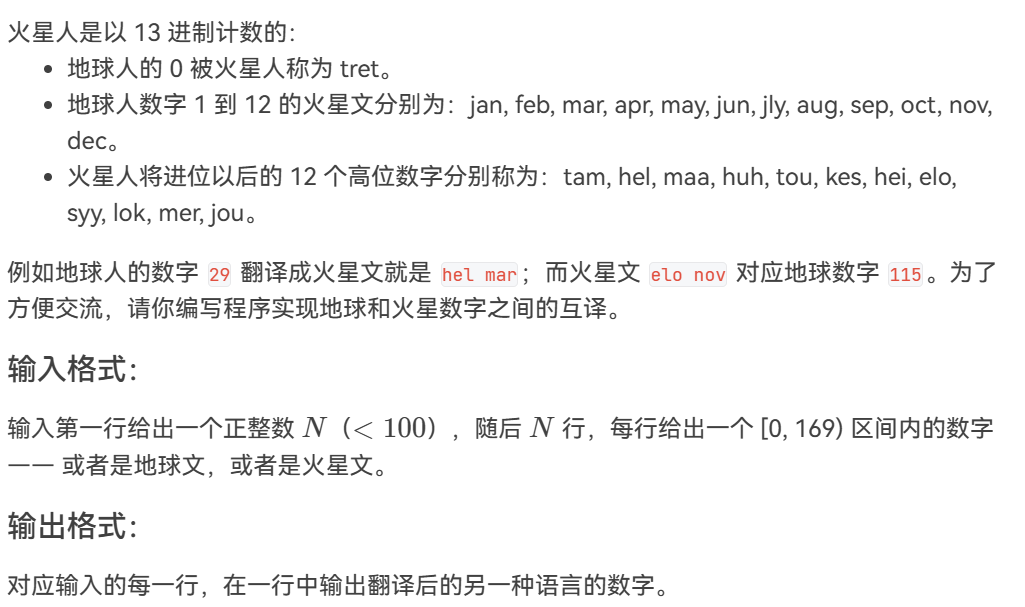 火星人是以 13 进制计数的：
• 地球人的 0 被火星人称为 tret。
• 地球人数字 1 到 12 的火星文分别为：jan, feb, mar, apr, may, jun, jly, aug, sep, oct, nov,
dec。
• 火星人将进位以后的 12 个高位数字分别称为：tam, hel, maa, huh, tou, kes, hei, elo,
syy, lok, mer, jou。
例如地球人的数字 29 翻译成火星文就是 hel mar；而火星文 elo nov 对应地球数字 115。为了
方便交流，请你编写程序实现地球和火星数字之间的互译。
输入格式：
输入第一行给出一个正整数 N（< 100），随后 N 行，每行给出一个 [0, 169) 区间内的数字
—— 或者是地球文，或者是火星文。
输出格式：
对应输入的每一行，在一行中输出翻译后的另一种语言的数字。